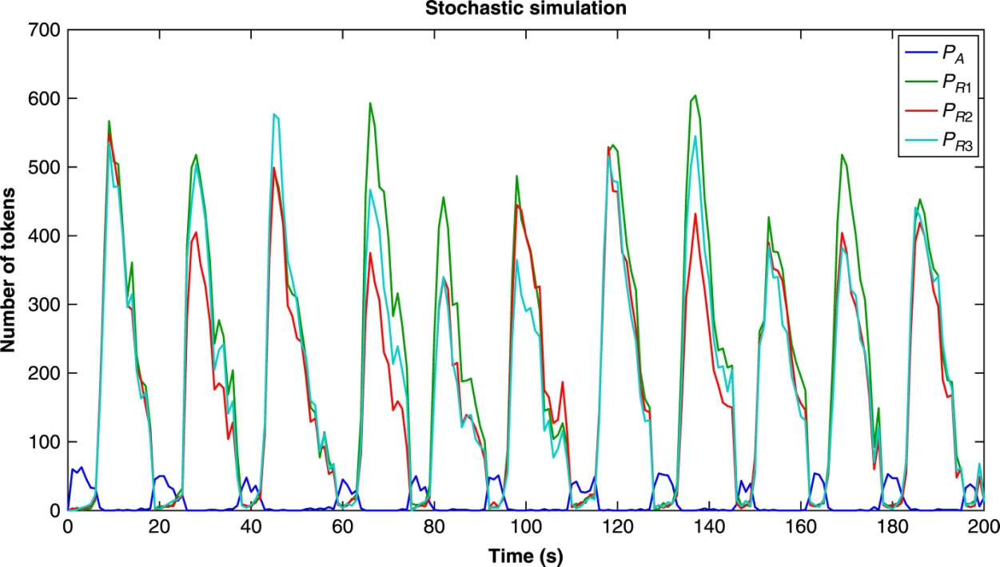 Stochastic simulation
700
600
500
400
300
200
100
0
Number of tokens
P_A
P_R1
P_R2
P_R3
0 20 40 60 80 100 120 140 160 180 200
Time (s)